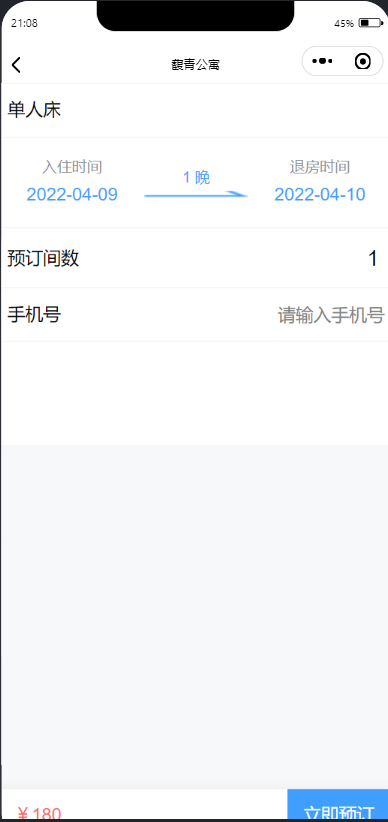 21:08
45%
馥青公寓
单人床
入住时间
1 晚
退房时间
2022-04-09
2022-04-10
预订间数
1
手机号
请输入手机号
￥180
立即预订